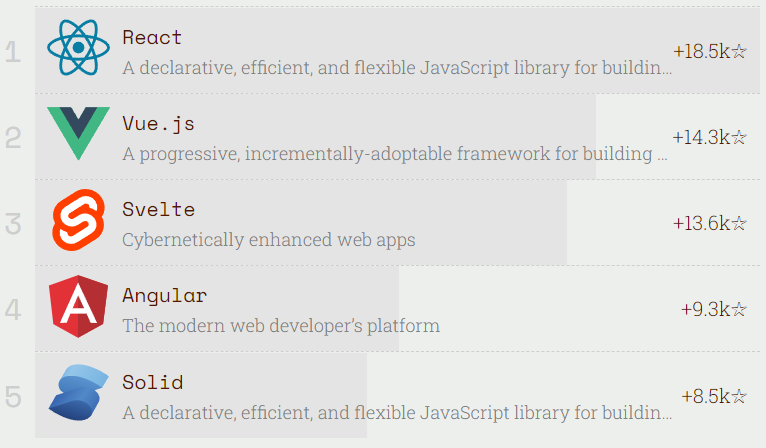 1
React
+18.5k☆
A declarative, efficient, and flexible JavaScript library for buildin...
2
Vue.js
+14.3k☆
A progressive, incrementally-adoptable framework for building ...
3
Svelte
+13.6k☆
Cybernetically enhanced web apps
4
Angular
+9.3k☆
The modern web developer’s platform
5
Solid
+8.5k☆
A declarative, efficient, and flexible JavaScript library for buildin...